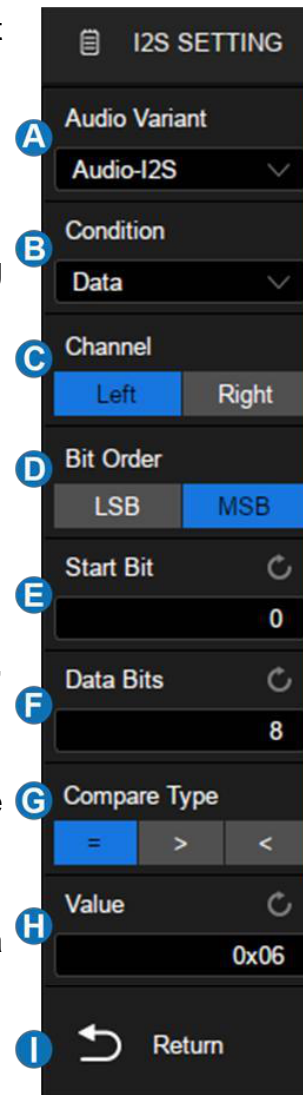 I2S SETTING
A Audio Variant
Audio-I2S
B Condition
Data
C Channel
Left Right
D Bit Order
LSB MSB
E Start Bit
0
F Data Bits
8
G Compare Type
= > <
H Value
0x06
I Return